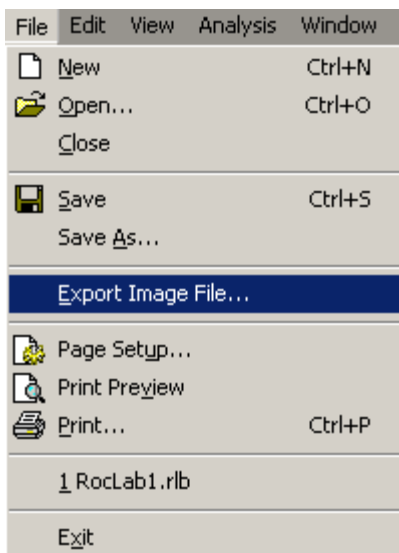 File Edit View Analysis Window
New Ctrl+N
Open... Ctrl+O
Close
Save Ctrl+S
Save As...
Export Image File...
Page Setup...
Print Preview
Print... Ctrl+P
1 RocLab1.rlb
Exit